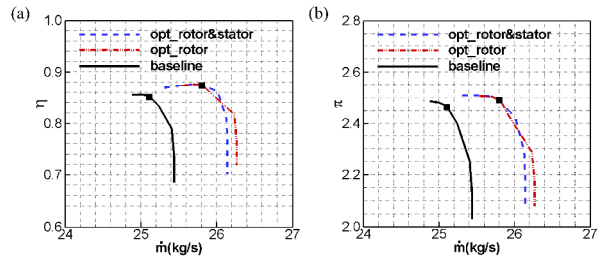 (a)
1.0
opt_rotor&stator
opt_rotor
baseline
0.9
η
0.8
0.7
0.6
24
25
26
27
ṁ(kg/s)
(b)
2.8
opt_rotor&stator
opt_rotor
baseline
2.6
π
2.4
2.2
2.0
24
25
26
27
ṁ(kg/s)